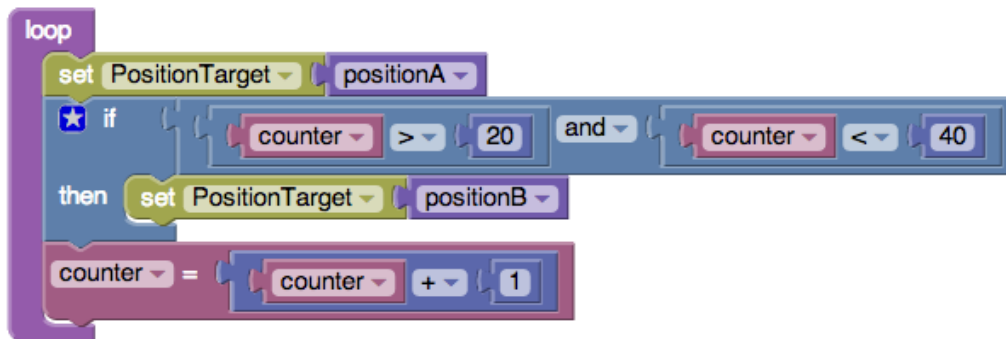 loop
set PositionTarget positionA
if counter > 20 and counter < 40
then set PositionTarget positionB
counter = counter + 1